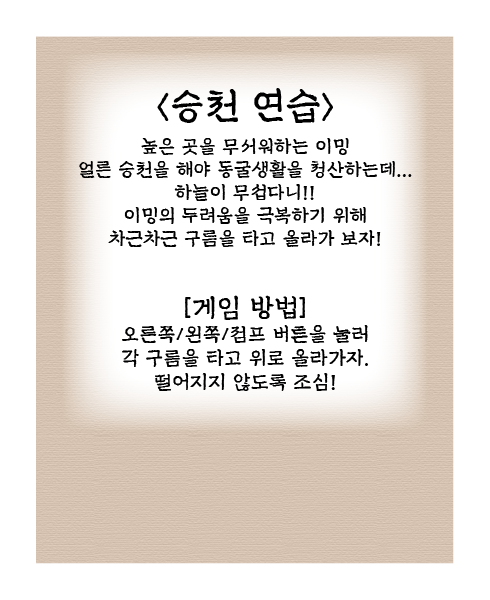 <승천 연습>
높은 곳을 무서워하는 이밍
얼른 승천을 해야 동굴생활을 청산하는데...
하늘이 무섭다니!!
이밍의 두려움을 극복하기 위해
차근차근 구름을 타고 올라가 보자!
[게임 방법]
오른쪽/왼쪽/점프 버튼을 눌러
각 구름을 타고 위로 올라가자.
떨어지지 않도록 조심!